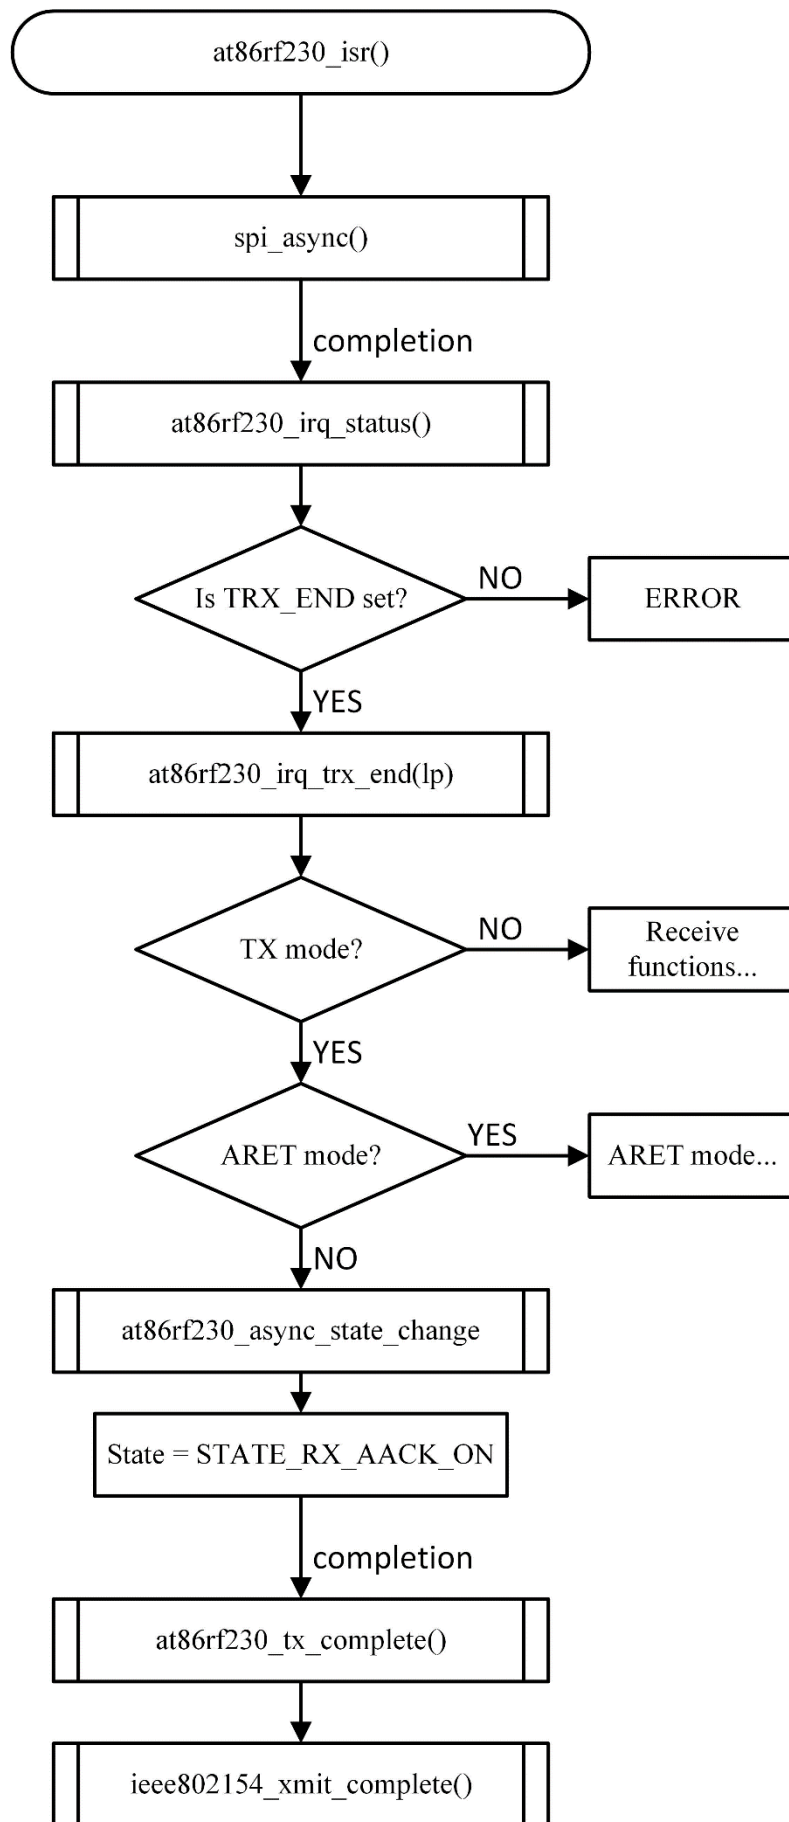 at86rf230_isr()
spi_async()
completion
at86rf230_irq_status()
Is TRX_END set?
NO
ERROR
YES
at86rf230_irq_trx_end(lp)
TX mode?
NO
Receive
functions...
YES
ARET mode?
YES
ARET mode...
NO
at86rf230_async_state_change
State = STATE_RX_AACK_ON
completion
at86rf230_tx_complete()
ieee802154_xmit_complete()